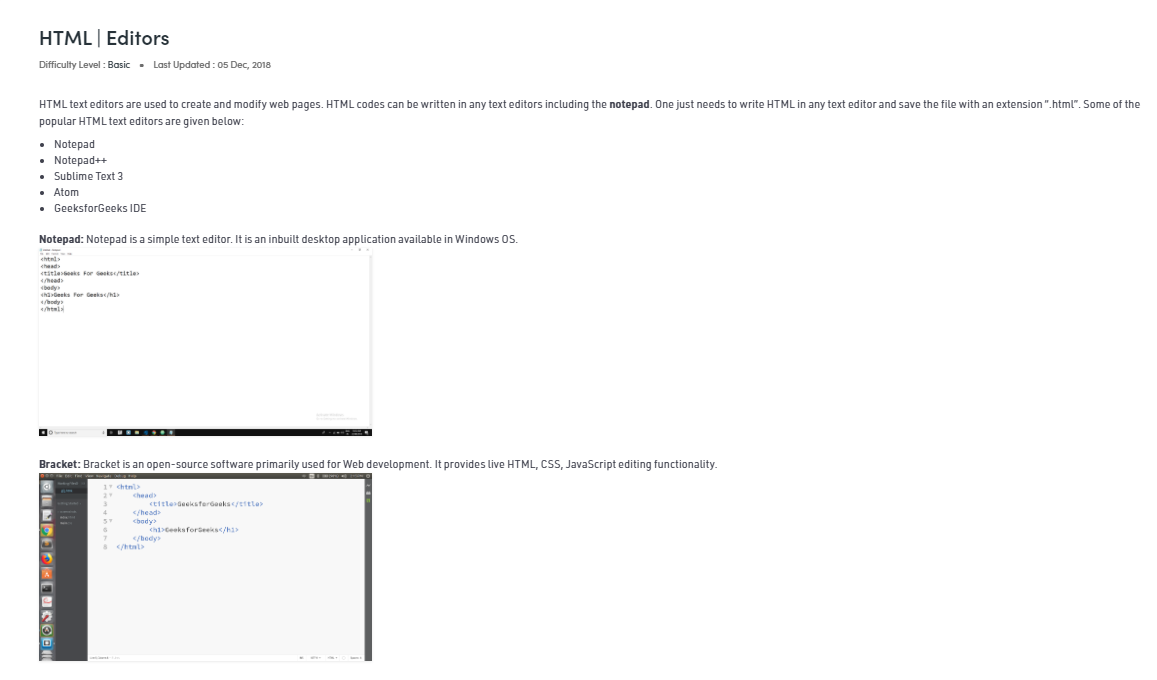 HTML | Editors
Difficulty Level : Basic ● Last Updated : 05 Dec, 2018
HTML text editors are used to create and modify web pages. HTML codes can be written in any text editors including the notepad. One just needs to write HTML in any text editor and save the file with an extension ".html". Some of the
popular HTML text editors are given below:
● Notepad
● Notepad++
● Sublime Text 3
● Atom
● GeeksforGeeks IDE
Notepad: Notepad is a simple text editor. It is an inbuilt desktop application available in Windows OS.
<html>
<head>
<title>Geeks For Geeks</title>
</head>
<body>
<h1>Geeks For Geeks</h1>
</body>
</html>
Bracket: Bracket is an open-source software primarily used for Web development. It provides live HTML, CSS, JavaScript editing functionality.
1 <html>
2 <head>
3 <title>GeeksforGeeks</title>
4 </head>
5 <body>
6 <h1>GeeksforGeeks</h1>
7 </body>
8 </html>